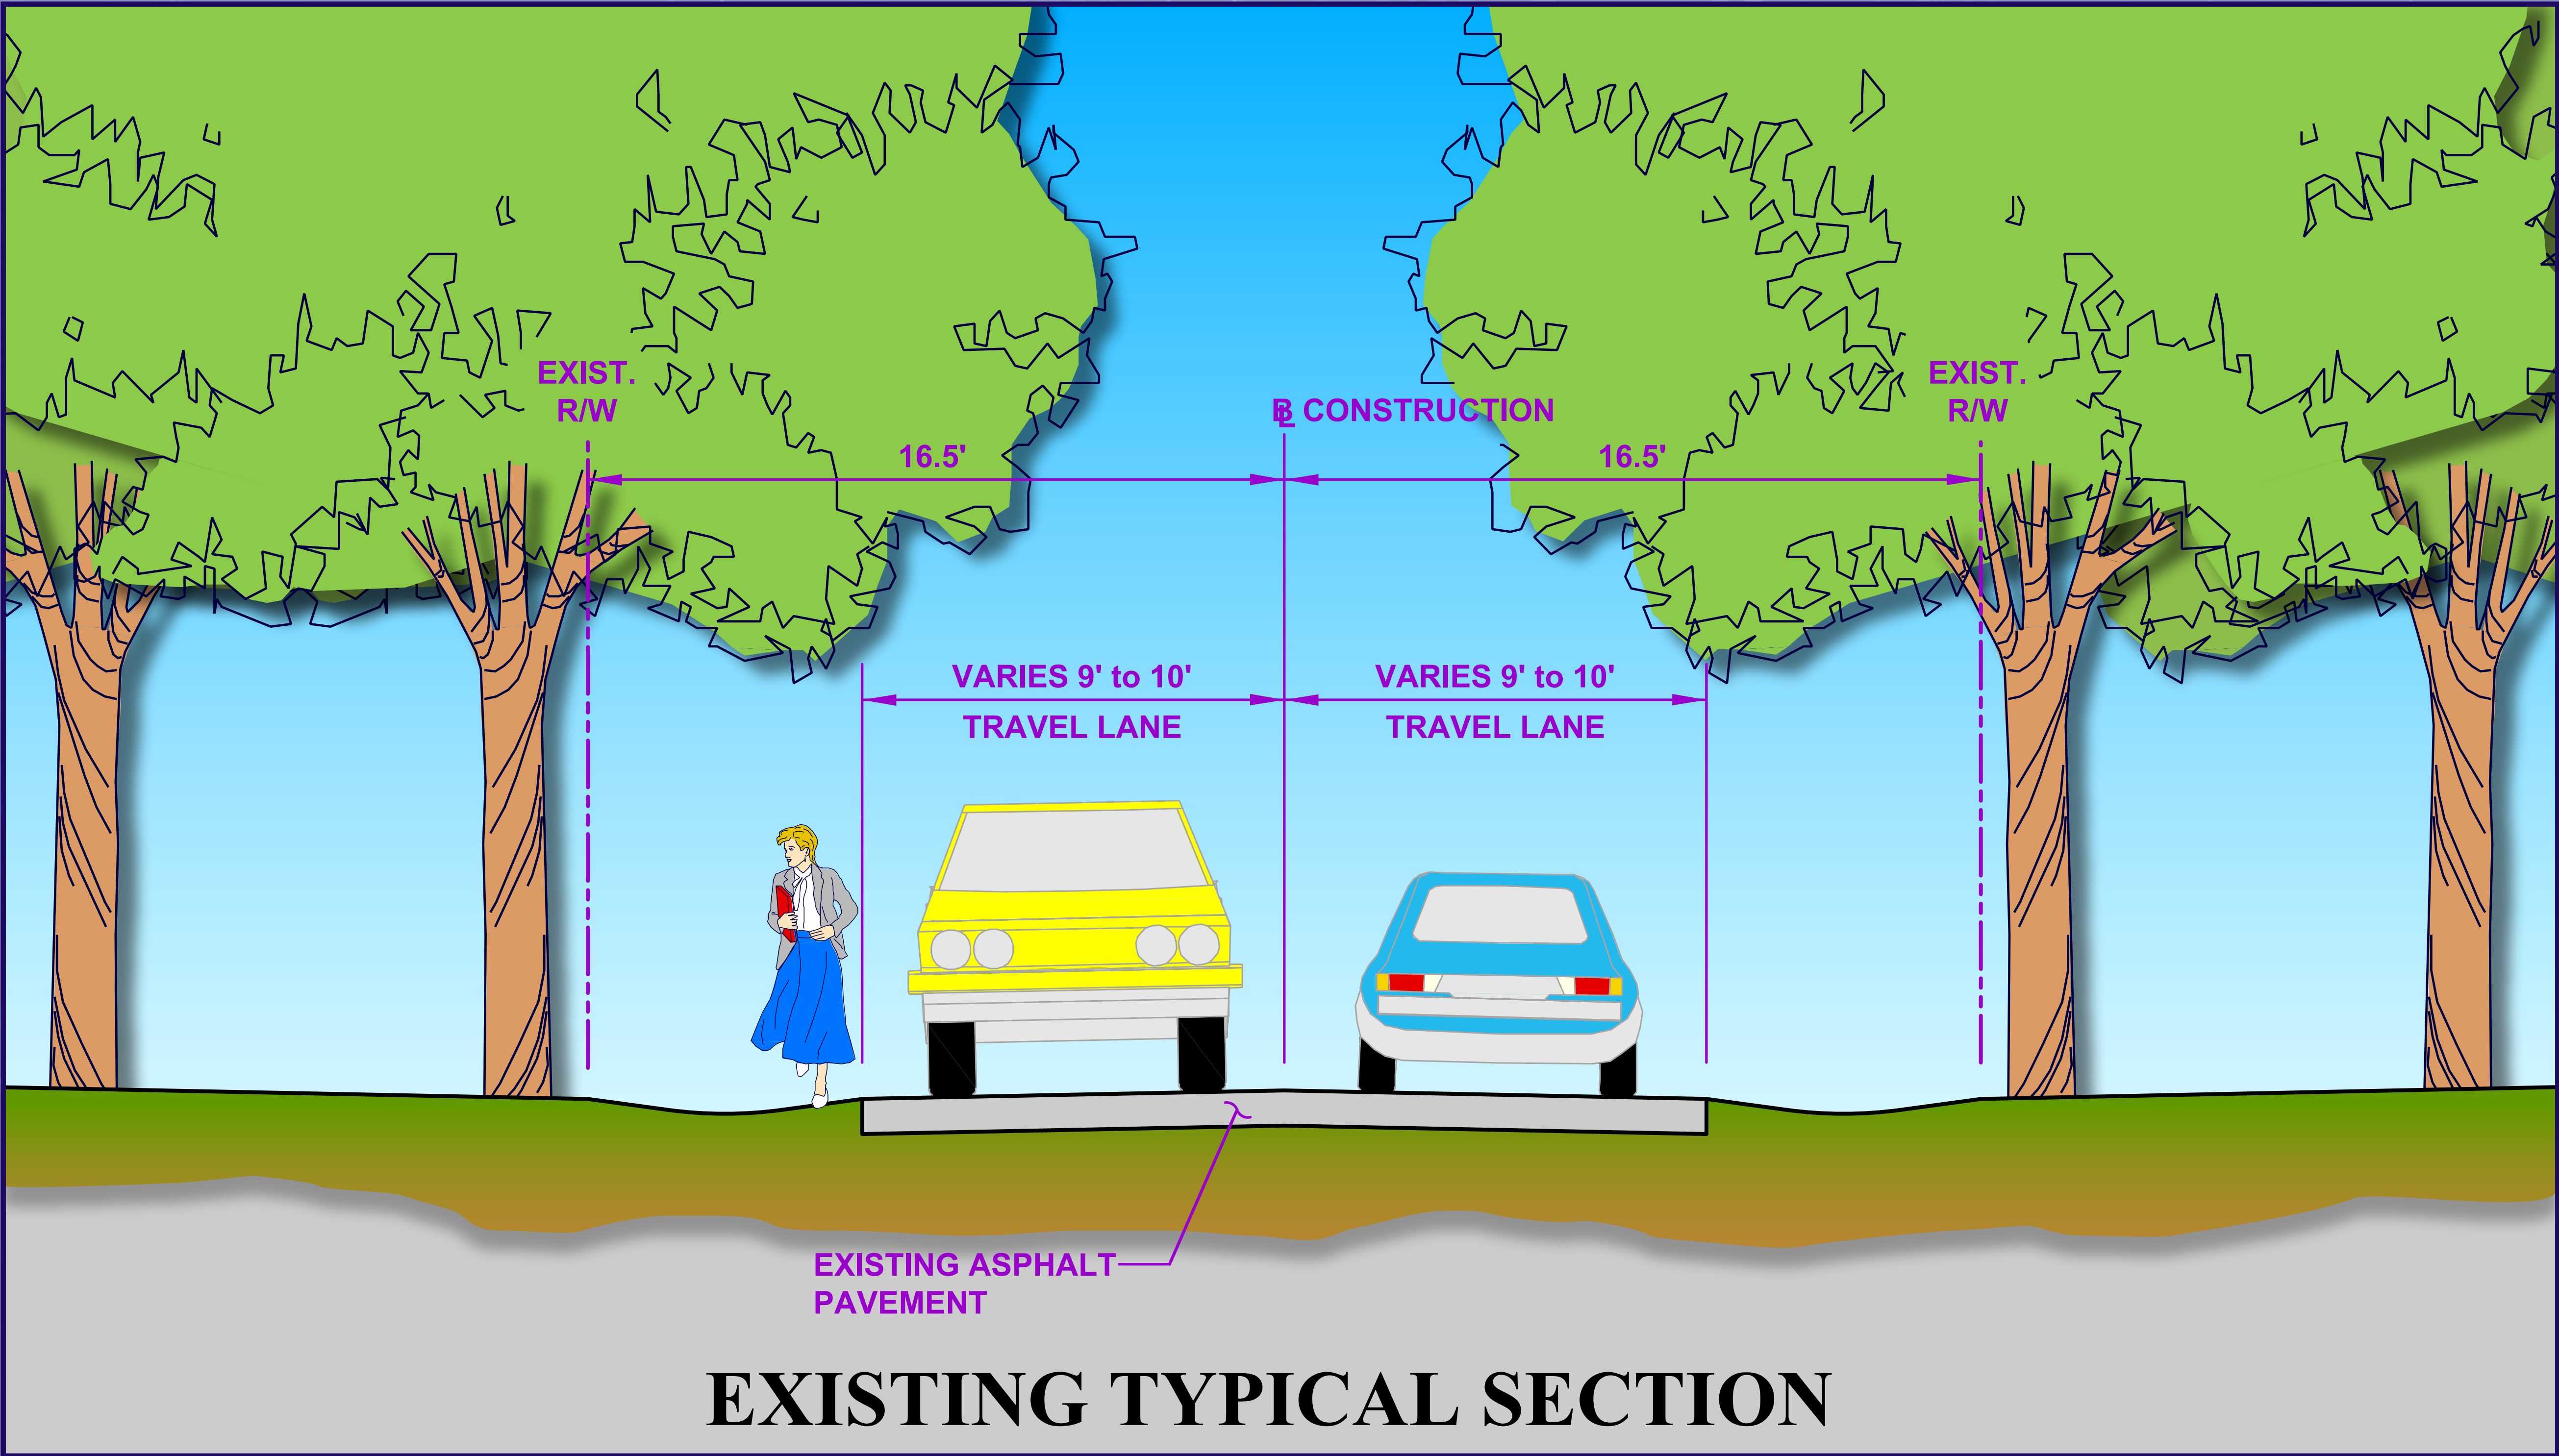 EXIST.
R/W
EXIST.
R/W
BL CONSTRUCTION
16.5'
16.5'
VARIES 9' to 10'
TRAVEL LANE
VARIES 9' to 10'
TRAVEL LANE
EXISTING ASPHALT
PAVEMENT
EXISTING TYPICAL SECTION